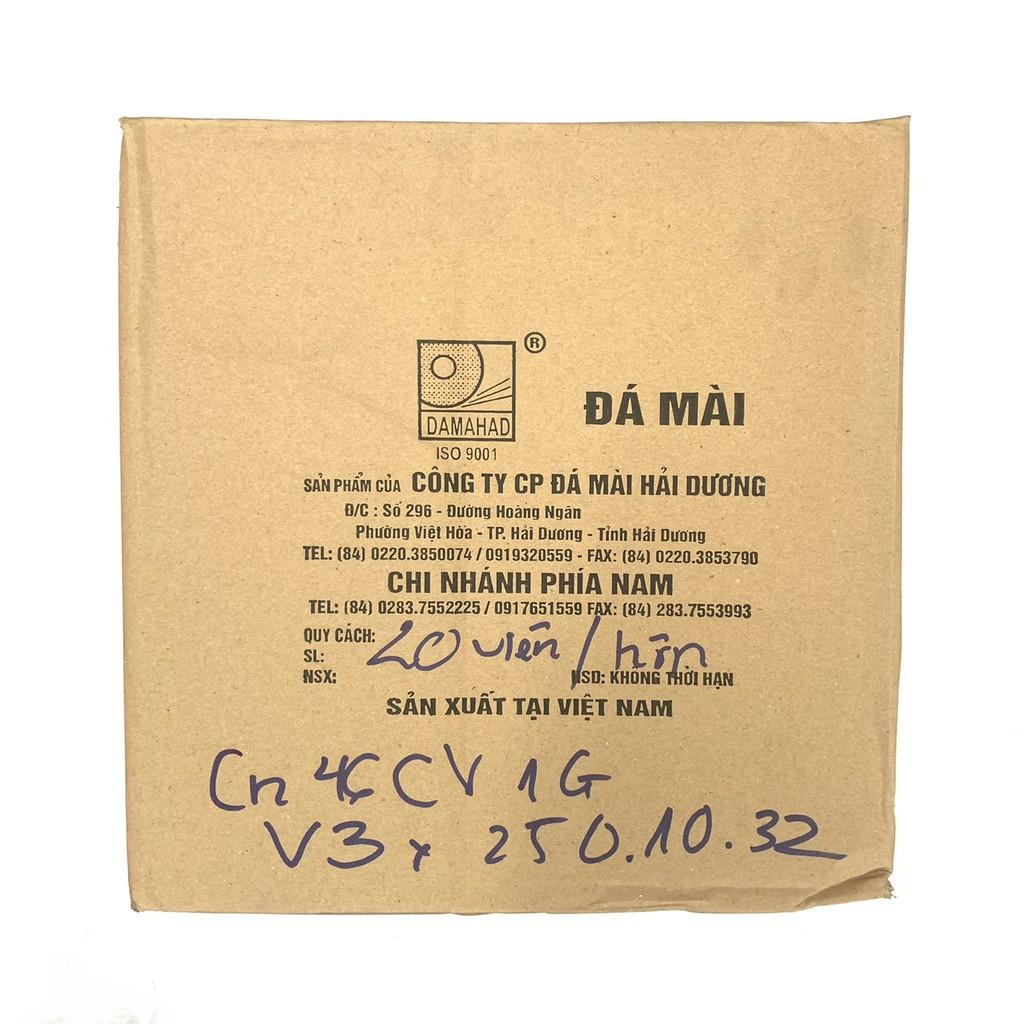 ®
DAMAHAD
ISO 9001
ĐÁ MÀI
SẢN PHẨM CỦA CÔNG TY CP ĐÁ MÀI HẢI DƯƠNG
Đ/C : Số 296 - Đường Hoàng Ngân
Phường Việt Hòa - TP. Hải Dương - Tỉnh Hải Dương
TEL: (84) 0220.3850074 / 0919320559 - FAX: (84) 0220.3853790
CHI NHÁNH PHÍA NAM
TEL: (84) 0283.7552225 / 0917651559 FAX: (84) 283.7553993
QUY CÁCH:
SL: 20 viên / hộp
NSX: HSD: KHÔNG THỜI HẠN
SẢN XUẤT TẠI VIỆT NAM
Cn CV 1 G
V3 x 250.10.32